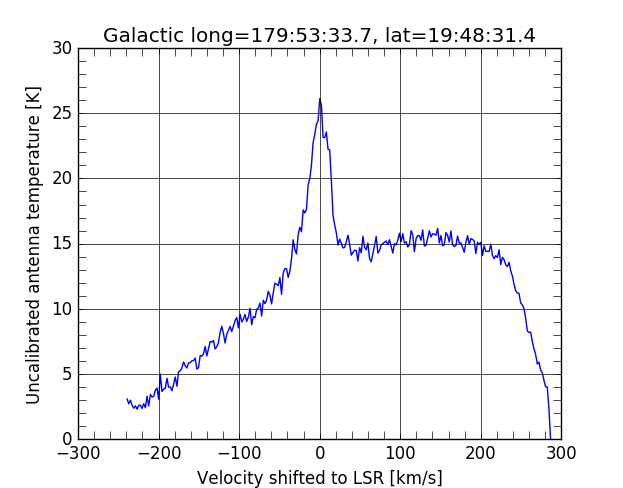 Galactic long=179:53:33.7, lat=19:48:31.4
Uncalibrated antenna temperature [K]
30
25
20
15
10
5
0
−300 −200 −100 0 100 200 300
Velocity shifted to LSR [km/s]